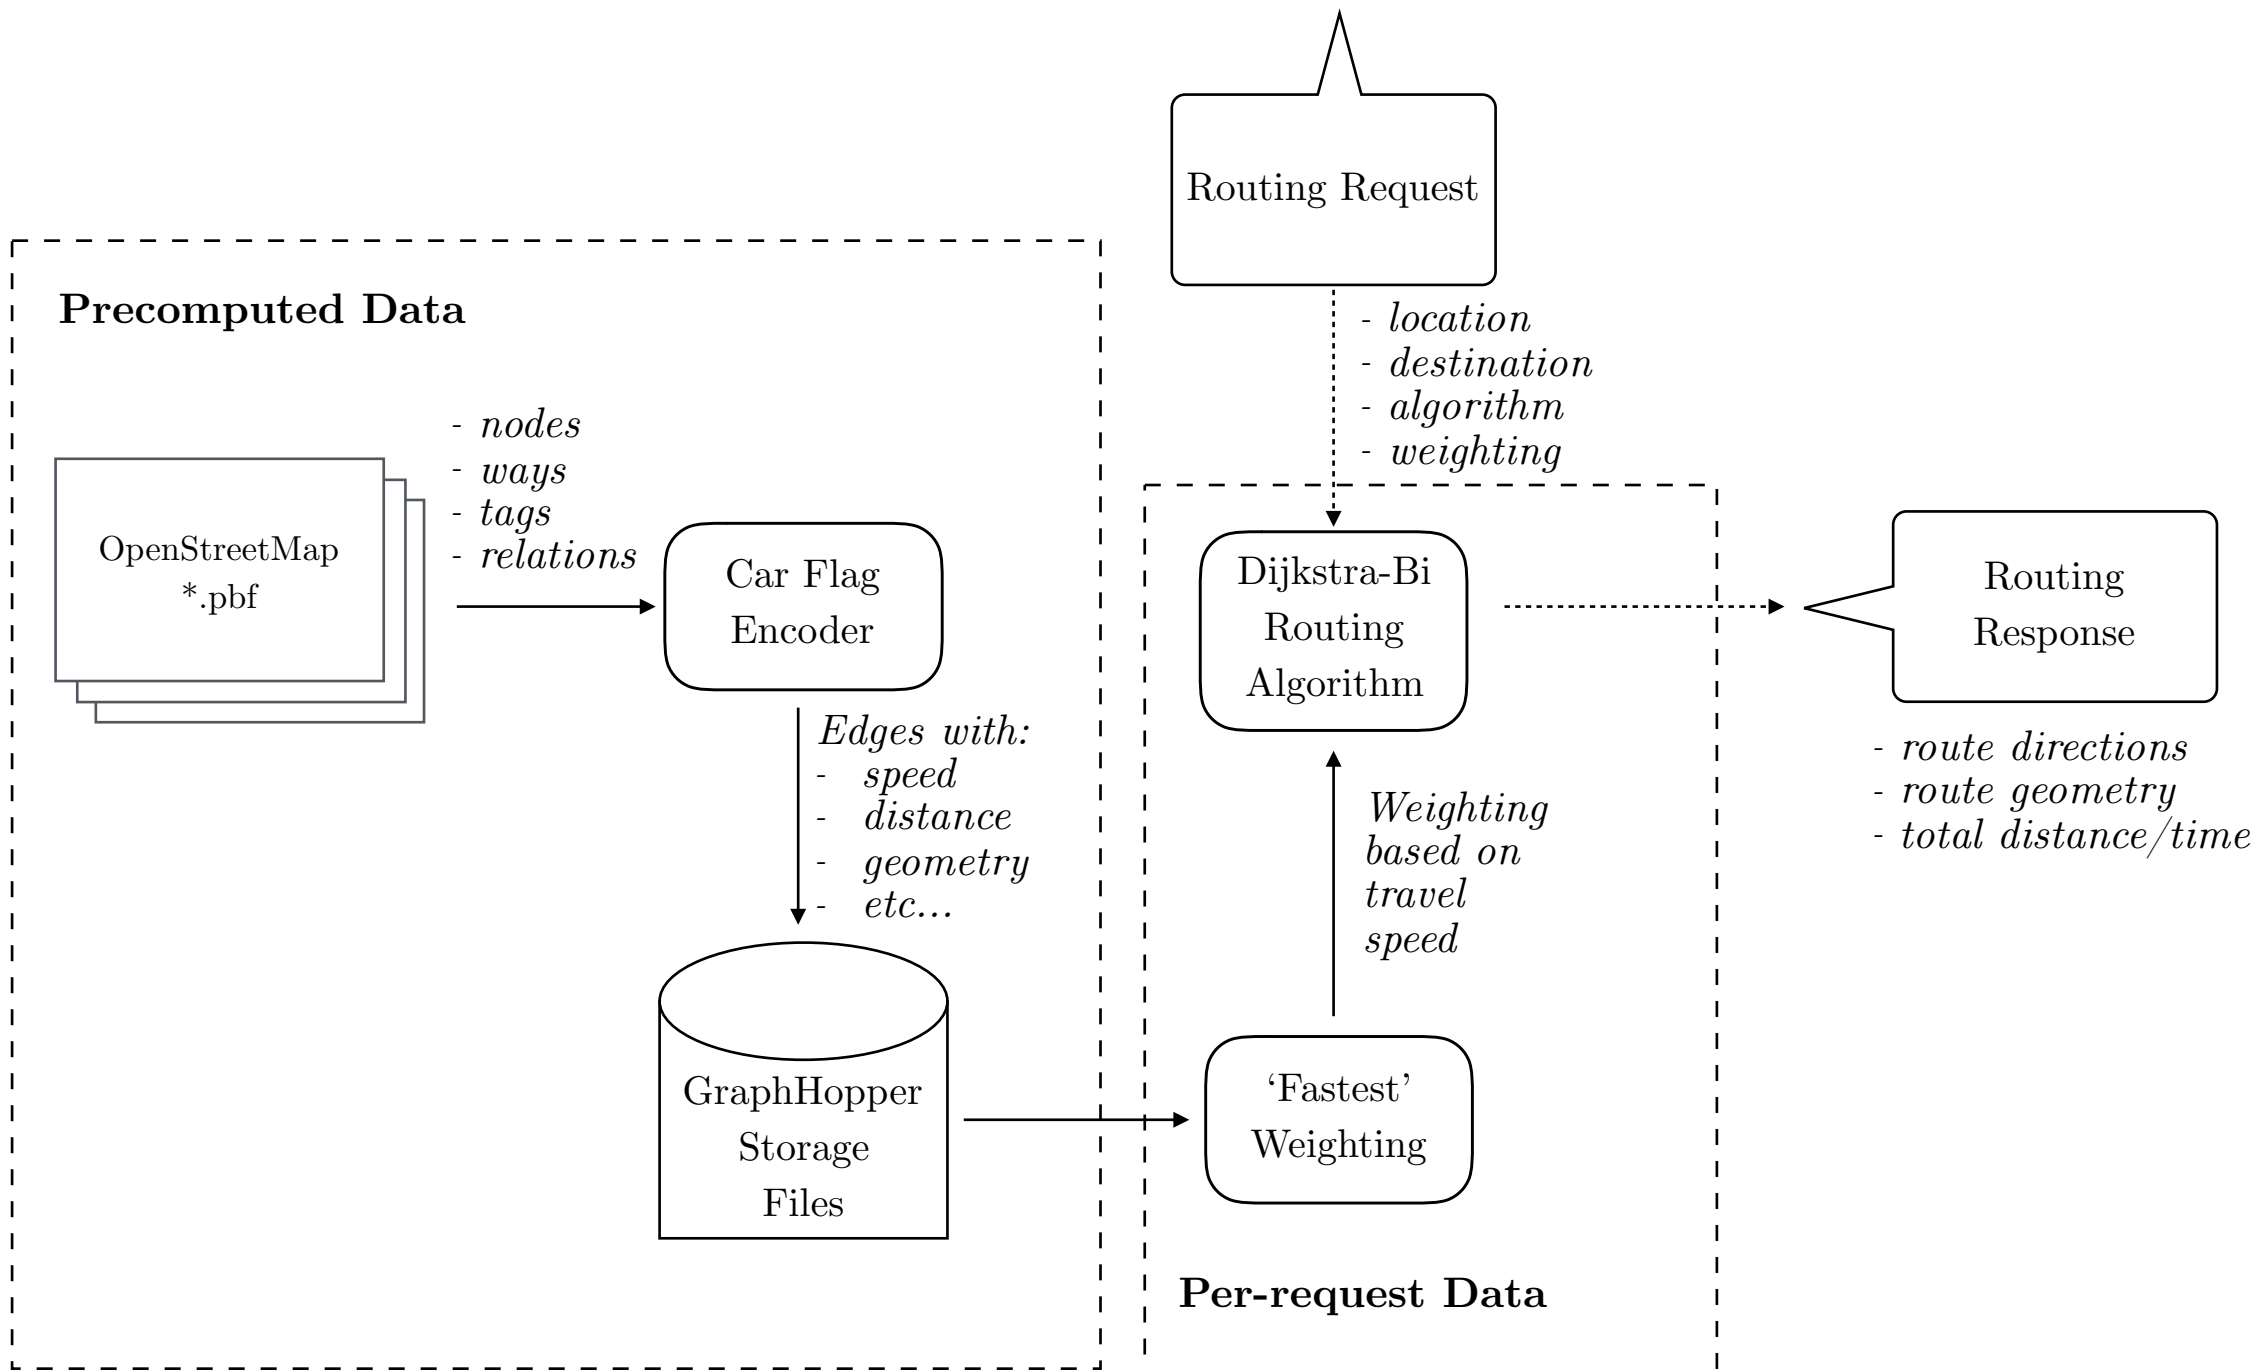 Routing Request
- location
- destination
- algorithm
- weighting
Precomputed Data
OpenStreetMap
*.pbf
- nodes
- ways
- tags
- relations
Car Flag
Encoder
Edges with:
- speed
- distance
- geometry
- etc...
GraphHopper
Storage
Files
Dijkstra-Bi
Routing
Algorithm
Weighting
based on
travel
speed
‘Fastest’
Weighting
Per-request Data
Routing
Response
- route directions
- route geometry
- total distance/time